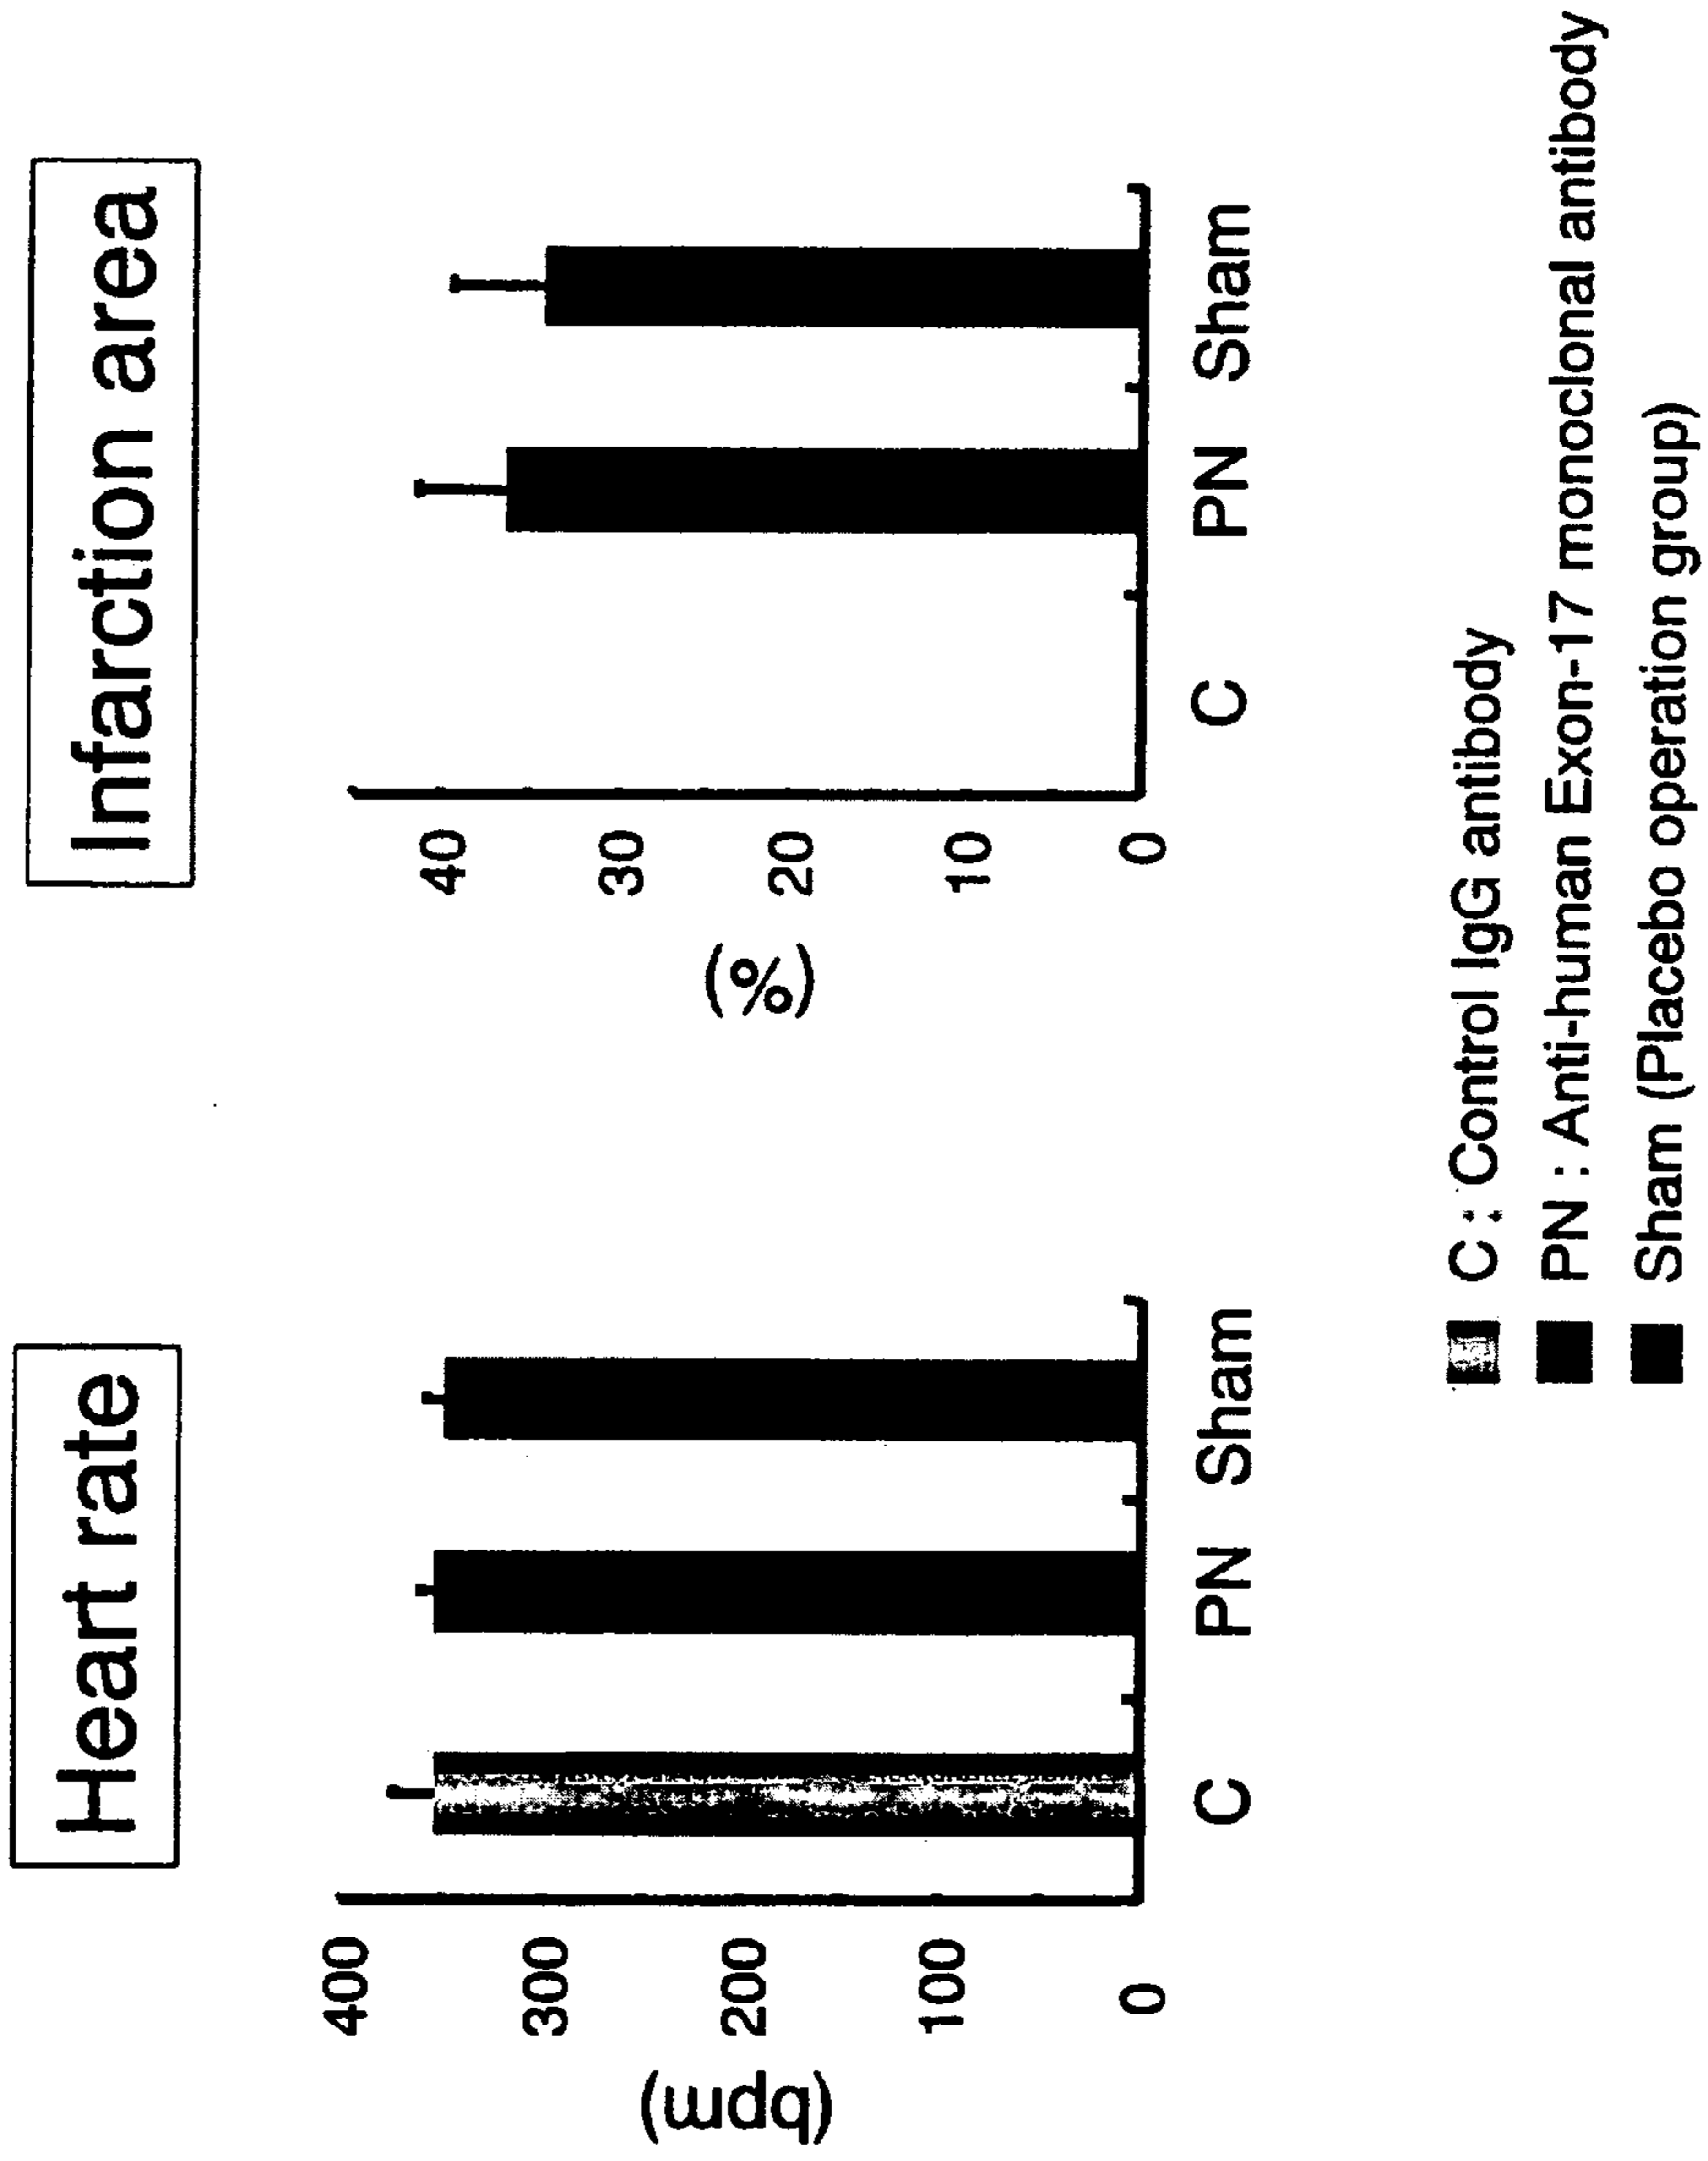 Heart rate
(bpm)
400
300
200
100
0
C PN Sham
Infarction area
(%)
40
30
20
10
0
C PN Sham
C : Control IgG antibody
PN : Anti-human Exon-17 monoclonal antibody
Sham (Placebo operation group)